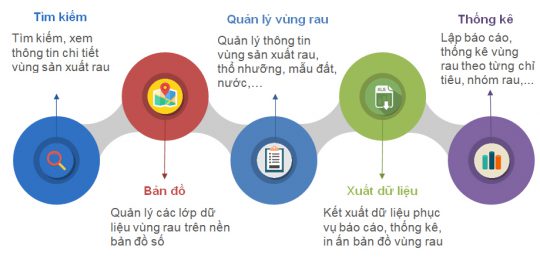 Tìm kiếm
Tìm kiếm, xem
thông tin chi tiết
vùng sản xuất rau
Bản đồ
Quản lý các lớp dữ
liệu vùng rau trên nền
bản đồ số
Quản lý vùng rau
Quản lý thông tin
vùng sản xuất rau,
thổ nhưỡng, mẫu đất,
nước,...
XLS
Xuất dữ liệu
Kết xuất dữ liệu phục
vụ báo cáo, thống kê,
in ấn bản đồ vùng rau
Thống kê
Lập báo cáo,
thống kê vùng
rau theo từng chỉ
tiêu, nhóm rau,...